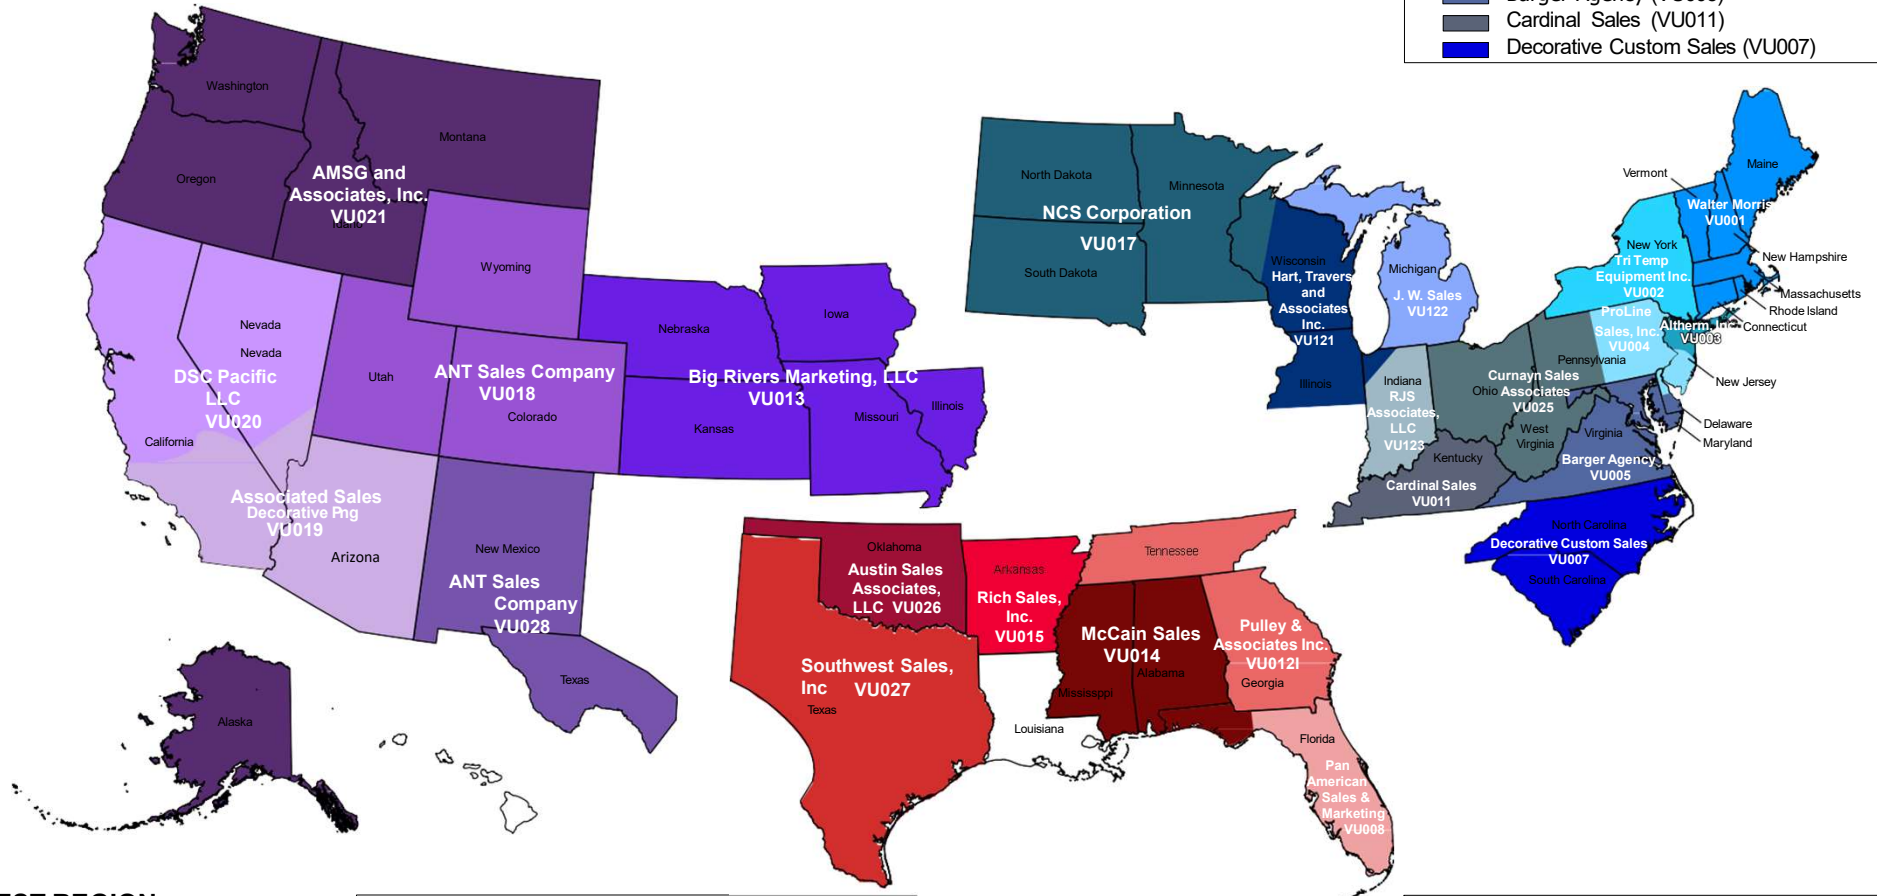 Cardinal Sales (VU011)
Decorative Custom Sales (VU007)
Washington
Montana
Oregon
AMSG and
Associates, Inc.
VU021
Idaho
Wyoming
Nevada
Nevada
DSC Pacific
LLC
VU020
California
Utah
ANT Sales Company
VU018
Colorado
Associated Sales
Decorative Png
VU019
Arizona
New Mexico
ANT Sales
Company
VU028
Texas
Alaska
Nebraska
Iowa
Big Rivers Marketing, LLC
VU013
Kansas
Missouri
Illinois
North Dakota
Minnesota
NCS Corporation
VU017
South Dakota
Wisconsin
Hart, Travers
and
Associates
Inc.
VU121
Illinois
Michigan
J. W. Sales
VU122
Indiana
RJS
Associates,
LLC
VU123
Ohio
Curnayn Sales
Associates
VU025
West
Virginia
Pennsylvania
Kentucky
Cardinal Sales
VU011
Virginia
Barger Agency
VU005
North Carolina
Decorative Custom Sales
VU007
South Carolina
Maine
Vermont
Walter Morris
VU001
New York
Tri Temp
Equipment Inc.
VU002
ProLine
Sales, Inc.
VU004
Altherm, Inc.
VU003
New Hampshire
Massachusetts
Rhode Island
Connecticut
New Jersey
Delaware
Maryland
Oklahoma
Austin Sales
Associates,
LLC VU026
Arkansas
Rich Sales,
Inc.
VU015
Tennessee
Southwest Sales,
Inc VU027
Texas
McCain Sales
VU014
Alabama
Mississppi
Louisiana
Pulley &
Associates Inc.
VU012I
Georgia
Florida
Pan
American
Sales &
Marketing
VU008
REGION